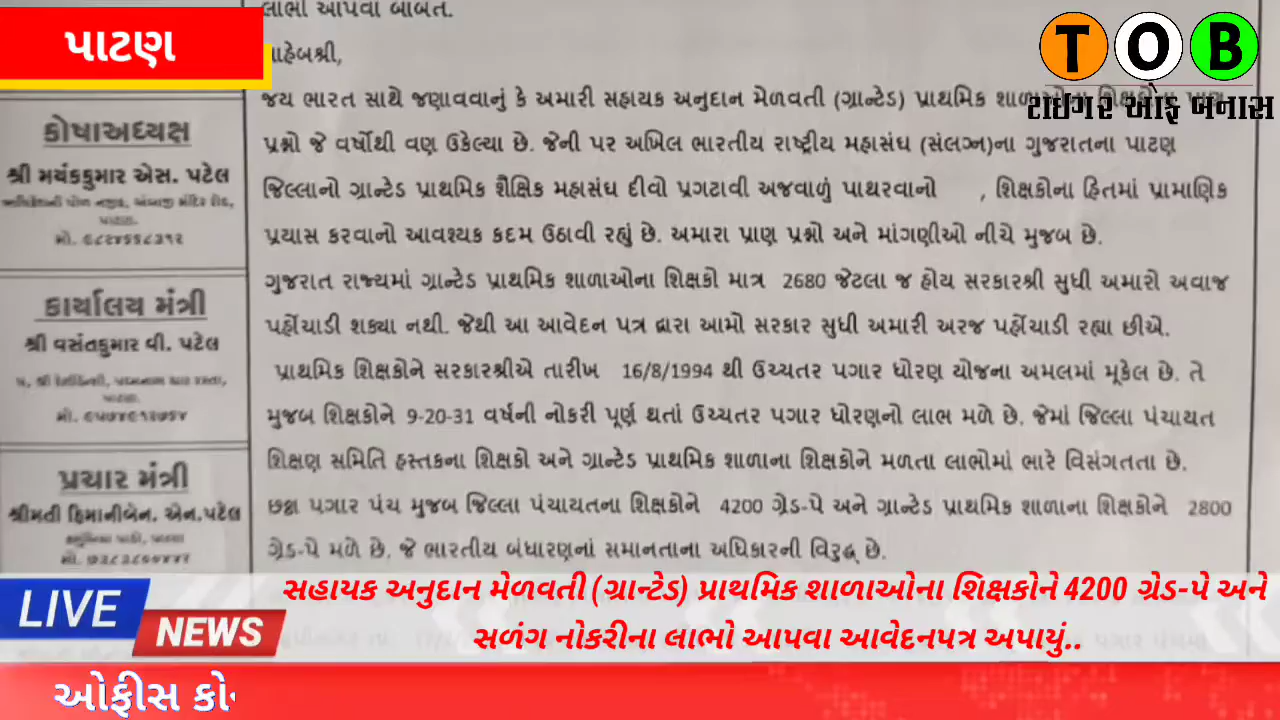 પાટણ
TOB
ટાઇગર ઓફ બનાસ
લાભો આપવા બાબત.
સાહેબશ્રી,
જય ભારત સાથે જણાવવાનું કે અમારી સહાયક અનુદાન મેળવતી (ગ્રાન્ટેડ) પ્રાથમિક
પ્રશ્નો જે વર્ષોથી વણ ઉકેલ્યા છે. જેની પર અખિલ ભારતીય રાષ્ટ્રીય મહાસંઘ (સંલગ્ન)ના ગુજરાતના પાટણ
જિલ્લાનો ગ્રાન્ટેડ પ્રાથમિક શૈક્ષિક મહાસંઘ દીવો પ્રગટાવી અજવાળું પાથરવાનો , શિક્ષકોના હિતમાં પ્રામાણિક
પ્રયાસ કરવાનો આવશ્યક કદમ ઉઠાવી રહ્યું છે. અમારા પ્રાણ પ્રશ્નો અને માંગણીઓ નીચે મુજબ છે.
ગુજરાત રાજ્યમાં ગ્રાન્ટેડ પ્રાથમિક શાળાઓના શિક્ષકો માત્ર 2680 જેટલા જ હોય સરકારશ્રી સુધી અમારો અવાજ
પહોંચાડી શક્યા નથી. જેથી આ આવેદન પત્ર દ્વારા આમો સરકાર સુધી અમારી અરજ પહોંચાડી રહ્યા છીએ.
પ્રાથમિક શિક્ષકોને સરકારશ્રીએ તારીખ 16/8/1994 થી ઉચ્ચતર પગાર ધોરણ યોજના અમલમાં મૂકેલ છે. તે
મુજબ શિક્ષકોને 9-20-31 વર્ષની નોકરી પૂર્ણ થતાં ઉચ્ચતર પગાર ધોરણનો લાભ મળે છે. જેમાં જિલ્લા પંચાયત
શિક્ષણ સમિતિ હસ્તકના શિક્ષકો અને ગ્રાન્ટેડ પ્રાથમિક શાળાના શિક્ષકોને મળતા લાભોમાં ભારે વિસંગતતા છે.
છઠ્ઠા પગાર પંચ મુજબ જિલ્લા પંચાયતના શિક્ષકોને 4200 ગ્રેડ-પે અને ગ્રાન્ટેડ પ્રાથમિક શાળાના શિક્ષકોને 2800
ગ્રેડ-પે મળે છે. જે ભારતીય બંધારણનાં સમાનતાના અધિકારની વિરુદ્ધ છે.
કોષાઅધ્યક્ષ
શ્રી મયંકકુમાર એસ. પટેલ
પાટણ.
કાર્યાલય મંત્રી
શ્રી વસંતકુમાર વી. પટેલ
પાટણ.
પ્રચાર મંત્રી
શ્રીમતી હિમાનીબેન. એન.પટેલ
LIVE
NEWS
સહાયક અનુદાન મેળવતી (ગ્રાન્ટેડ) પ્રાથમિક શાળાઓના શિક્ષકોને 4200 ગ્રેડ-પે અને
સળંગ નોકરીના લાભો આપવા આવેદનપત્ર અપાયું..
ઓફીસ